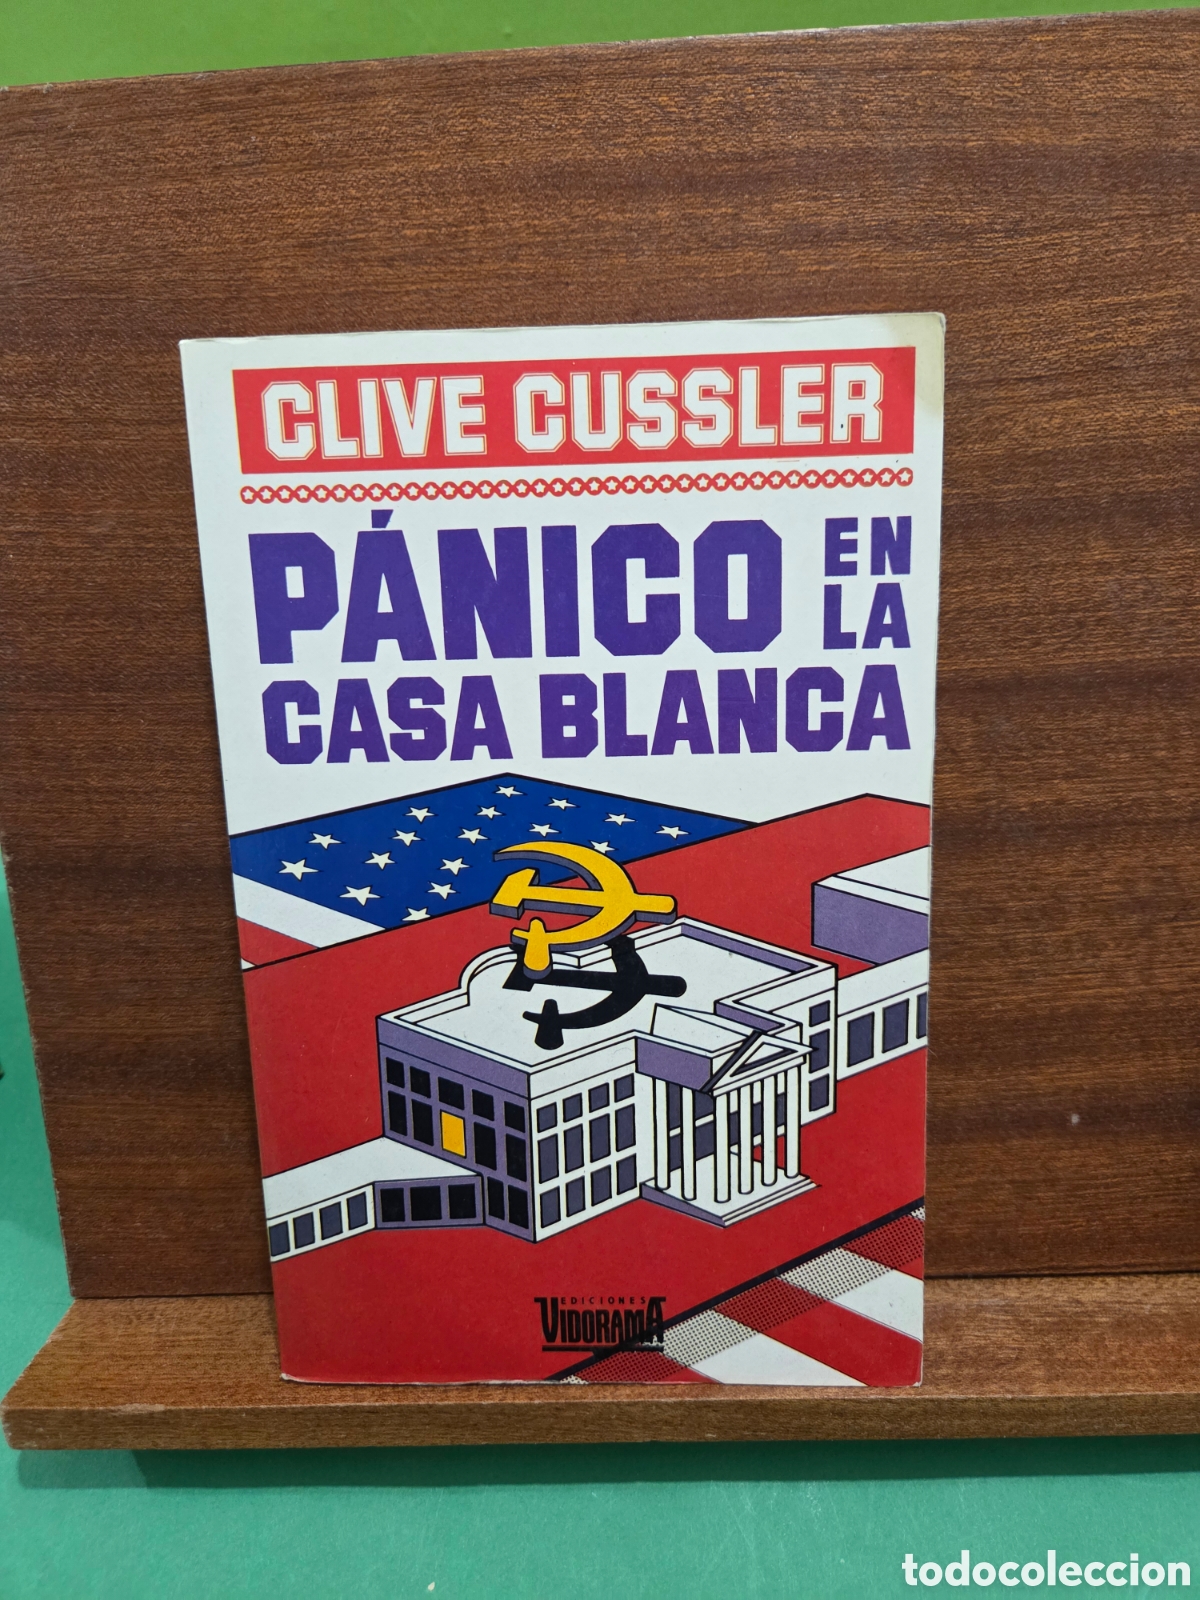 CLIVE CUSSLER
PÁNICO EN
LA
CASA BLANCA
EDICIONES
VIDORAMA
todocoleccion